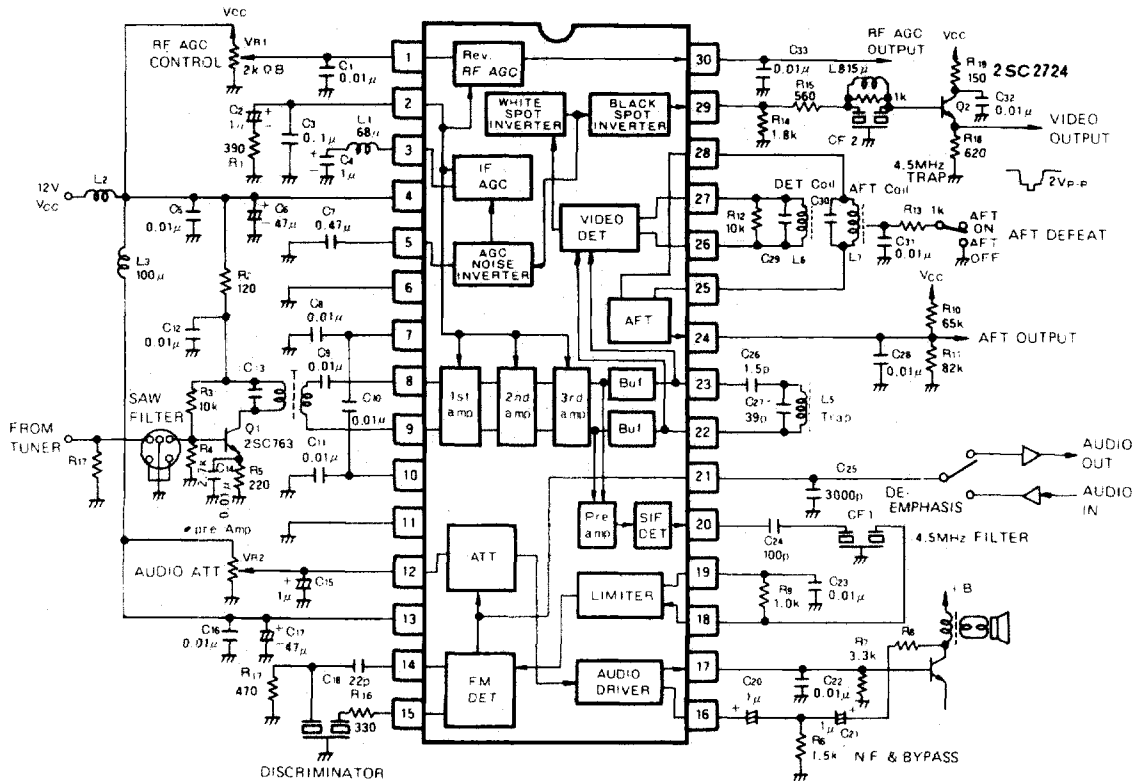 VCC
RF AGC
CONTROL
VR1
2kΩB
C1
0.01μ
C2
1μ
390
R1
C3
0.1μ
L1
68μ
C4
1μ
L2
12V
VCC
C5
0.01μ
C6
47μ
C7
0.47μ
L3
100μ
R2
120
C12
0.01μ
C8
0.01μ
C9
0.01μ
C10
0.01μ
C11
0.01μ
R3
10k
SAW
FILTER
FROM
TUNER
R17
R4
2.7k
Q1
2SC763
C14
0.01μ
R5
220
pre Amp
VR2
AUDIO ATT
C15
1μ
C16
0.01μ
C17
47μ
R17
470
C18
22p
R16
330
DISCRIMINATOR
1
2
3
4
5
6
7
8
9
10
11
12
13
14
15
Rev.
RF AGC
WHITE
SPOT
INVERTER
BLACK
SPOT
INVERTER
IF
AGC
AGC
NOISE
INVERTER
VIDEO
DET
AFT
1st
amp
2nd
amp
3rd
amp
Buf
Buf
Pre
amp
SIF
DET
ATT
LIMITER
FM
DET
AUDIO
DRIVER
30
29
28
27
26
25
24
23
22
21
20
19
18
17
16
C33
0.01μ
RF AGC
OUTPUT
L8 15μ
R15
560
1k
R14
1.8k
CF2
VCC
R19
150
2SC2724
Q2
C32
0.01μ
VIDEO
OUTPUT
R18
620
4.5MHz
TRAP
2VP-P
DET Coil
AFT Coil
R12
10k
C29
L6
C30
L7
R13 1k
C31
0.01μ
AFT
ON
AFT
OFF
AFT DEFEAT
VCC
R10
65k
AFT OUTPUT
C28
0.01μ
R11
82k
C26
1.5p
C27
39p
L5
Trap
C25
3000p
DE-
EMPHASIS
AUDIO
OUT
AUDIO
IN
C24
100p
CF1
4.5MHz FILTER
R9
1.0k
C23
0.01μ
+B
R8
R7
3.3k
C20
1μ
C22
0.01μ
1μ
C21
R6
1.5k
N.F & BYPASS